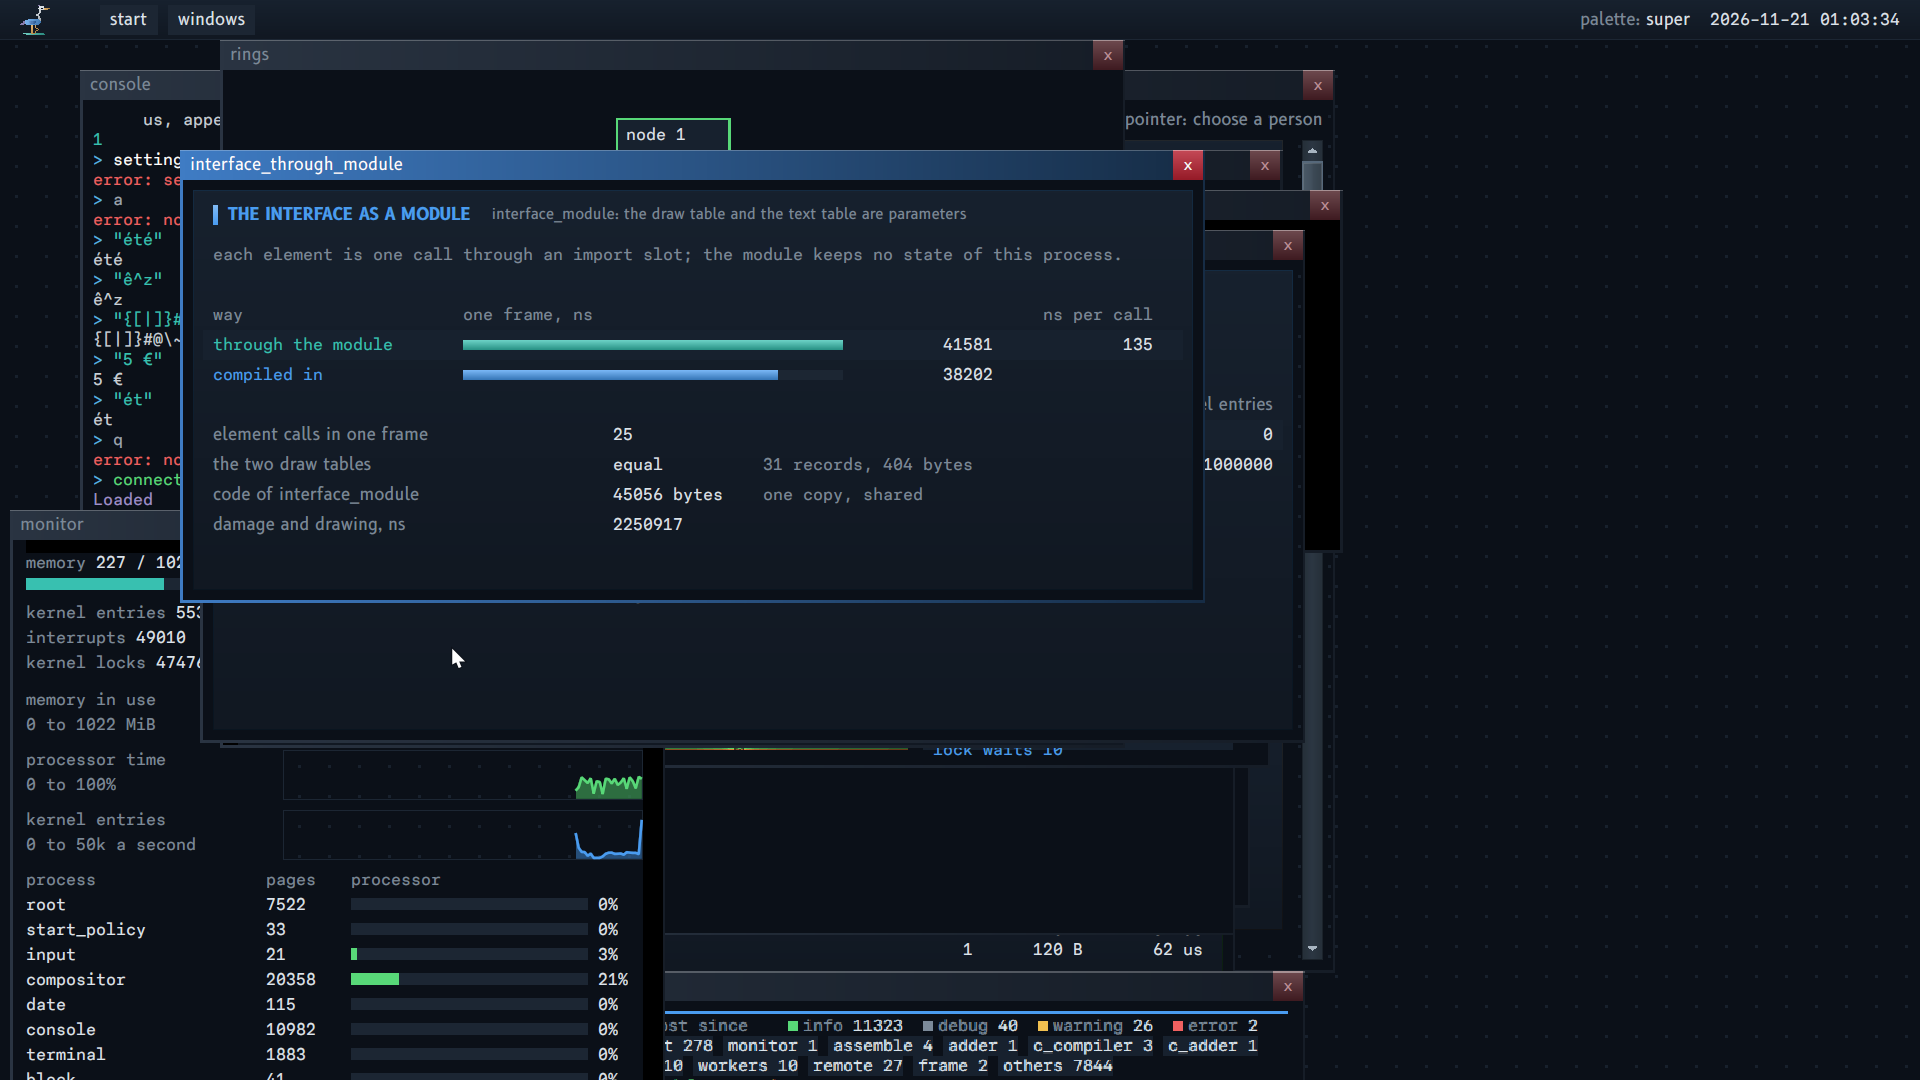 start windows palette: super 2026-11-21 01:03:34
rings x
console x
us, appe
pointer: choose a person
1
node 1
> setting
error: se
> a
error: no
> "été"
été
> "ê^z"
ê^z
> "{[|]}#
{[|]}#@\~
> "5 €"
5 €
> "ét"
ét
> q
error: no
> connect
Loaded
interface_through_module x
x
x
x
THE INTERFACE AS A MODULE interface_module: the draw table and the text table are parameters
each element is one call through an import slot; the module keeps no state of this process.
way one frame, ns ns per call
through the module 41581 135
compiled in 38202
element calls in one frame 25
the two draw tables equal 31 records, 404 bytes
code of interface_module 45056 bytes one copy, shared
damage and drawing, ns 2250917
entries
0
1000000
monitor
memory 227 / 102
kernel entries 553
interrupts 49010
kernel locks 47476
memory in use
0 to 1022 MiB
processor time
0 to 100%
kernel entries
0 to 50k a second
process pages processor
root 7522 0%
start_policy 33 0%
input 21 3%
compositor 20358 21%
date 115 0%
console 10982 0%
terminal 1883 0%
block 41 0%
lock waits 10
1 120 B 62 us
x
st since info 11323 debug 40 warning 26 error 2
t 278 monitor 1 assemble 4 adder 1 c_compiler 3 c_adder 1
10 workers 10 remote 27 frame 2 others 7844